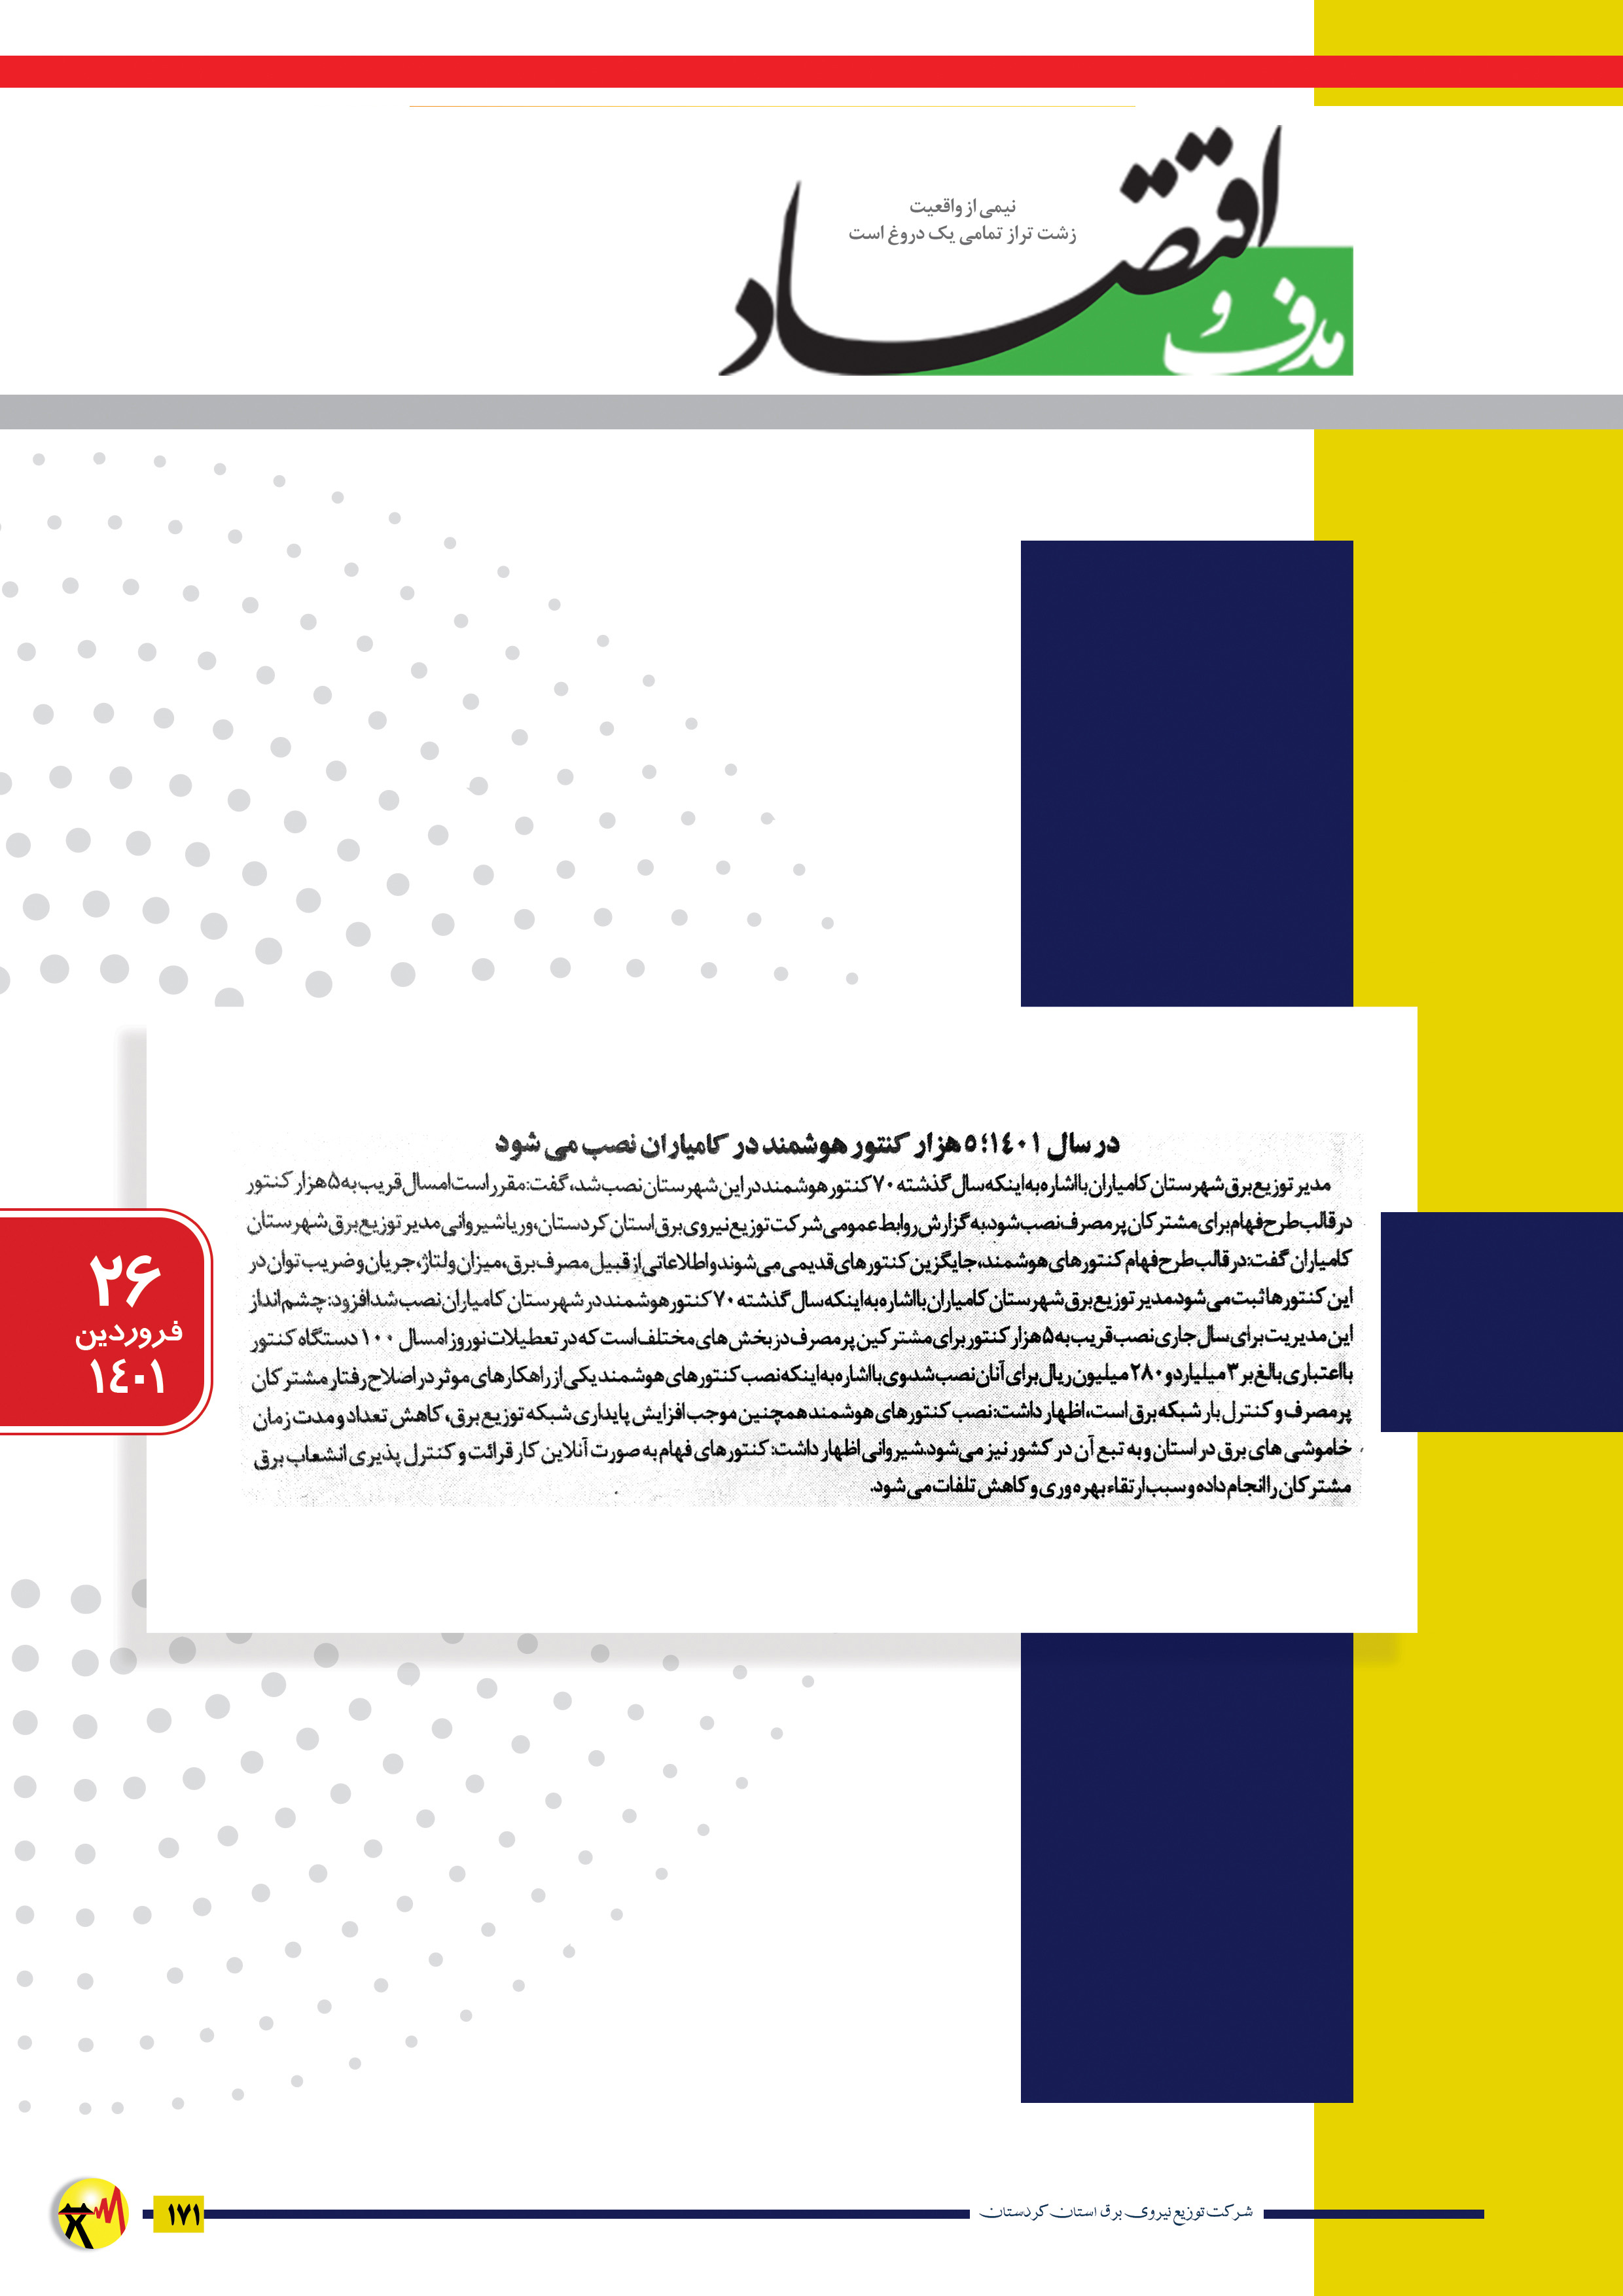 نیمی از واقعیت
زشت تر از تمامی یک دروغ است
هدف و
اقتصاد
در سال ۱٤۰۱؛ ۵ هزار کنتور هوشمند در کامیاران نصب می شود
مدیر توزیع برق شهرستان کامیاران با اشاره به اینکه سال گذشته ۷۰ کنتور هوشمند در این شهرستان نصب شد، گفت: مقرر است امسال قریب به ۵ هزار کنتور
در قالب طرح فهام برای مشترکان پر مصرف نصب شود. به گزارش روابط عمومی شرکت توزیع نیروی برق استان کردستان، وریا شیروانی مدیر توزیع برق شهرستان
کامیاران گفت: در قالب طرح فهام کنتورهای هوشمند، جایگزین کنتورهای قدیمی می شوند و اطلاعاتی از قبیل مصرف برق، میزان ولتاژ، جریان و ضریب توان در
این کنتورها ثبت می شود. مدیر توزیع برق شهرستان کامیاران با اشاره به اینکه سال گذشته ۷۰ کنتور هوشمند در شهرستان کامیاران نصب شد افزود: چشم انداز
این مدیریت برای سال جاری نصب قریب به ۵ هزار کنتور برای مشترکین پر مصرف در بخش های مختلف است که در تعطیلات نوروز امسال ۱۰۰ دستگاه کنتور
با اعتباری بالغ بر ۳ میلیارد و ۲۸۰ میلیون ریال برای آنان نصب شد. وی با اشاره به اینکه نصب کنتورهای هوشمند یکی از راهکارهای موثر در اصلاح رفتار مشترکان
پر مصرف و کنترل بار شبکه برق است، اظهار داشت: نصب کنتورهای هوشمند همچنین موجب افزایش پایداری شبکه توزیع برق، کاهش تعداد و مدت زمان
خاموشی های برق در استان و به تبع آن در کشور نیز می شود. شیروانی اظهار داشت: کنتورهای فهام به صورت آنلاین کار قرائت و کنترل پذیری انشعاب برق
مشترکان را انجام داده و سبب ارتقاء بهره وری و کاهش تلفات می شود.
۲۶
فروردین
۱٤۰۱
شرکت توزیع نیروی برق استان کردستان
۱۷۱